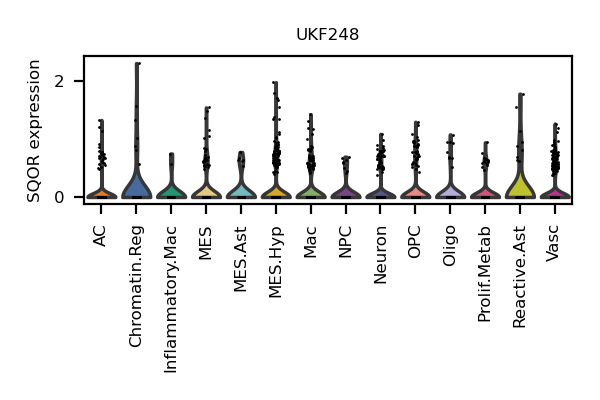 UKF248
SQOR expression
2
0
AC
Chromatin.Reg
Inflammatory.Mac
MES
MES.Ast
MES.Hyp
Mac
NPC
Neuron
OPC
Oligo
Prolif.Metab
Reactive.Ast
Vasc